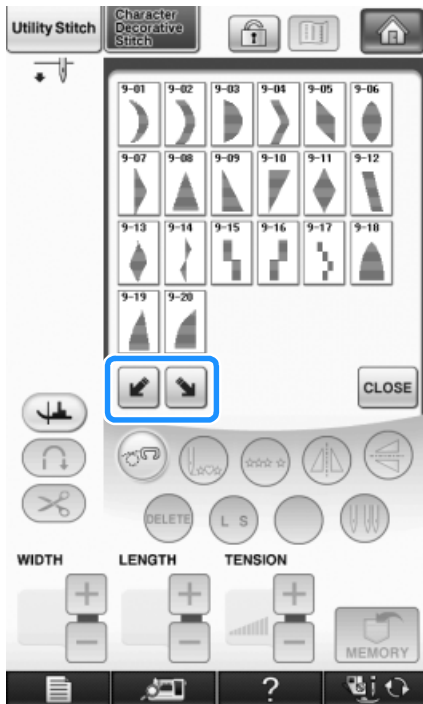 Utility Stitch
Character
Decorative
Stitch
9-01 9-02 9-03 9-04 9-05 9-06
9-07 9-08 9-09 9-10 9-11 9-12
9-13 9-14 9-15 9-16 9-17 9-18
9-19 9-20
CLOSE
DELETE L S
WIDTH LENGTH TENSION
+ + +
- - -
MEMORY
?